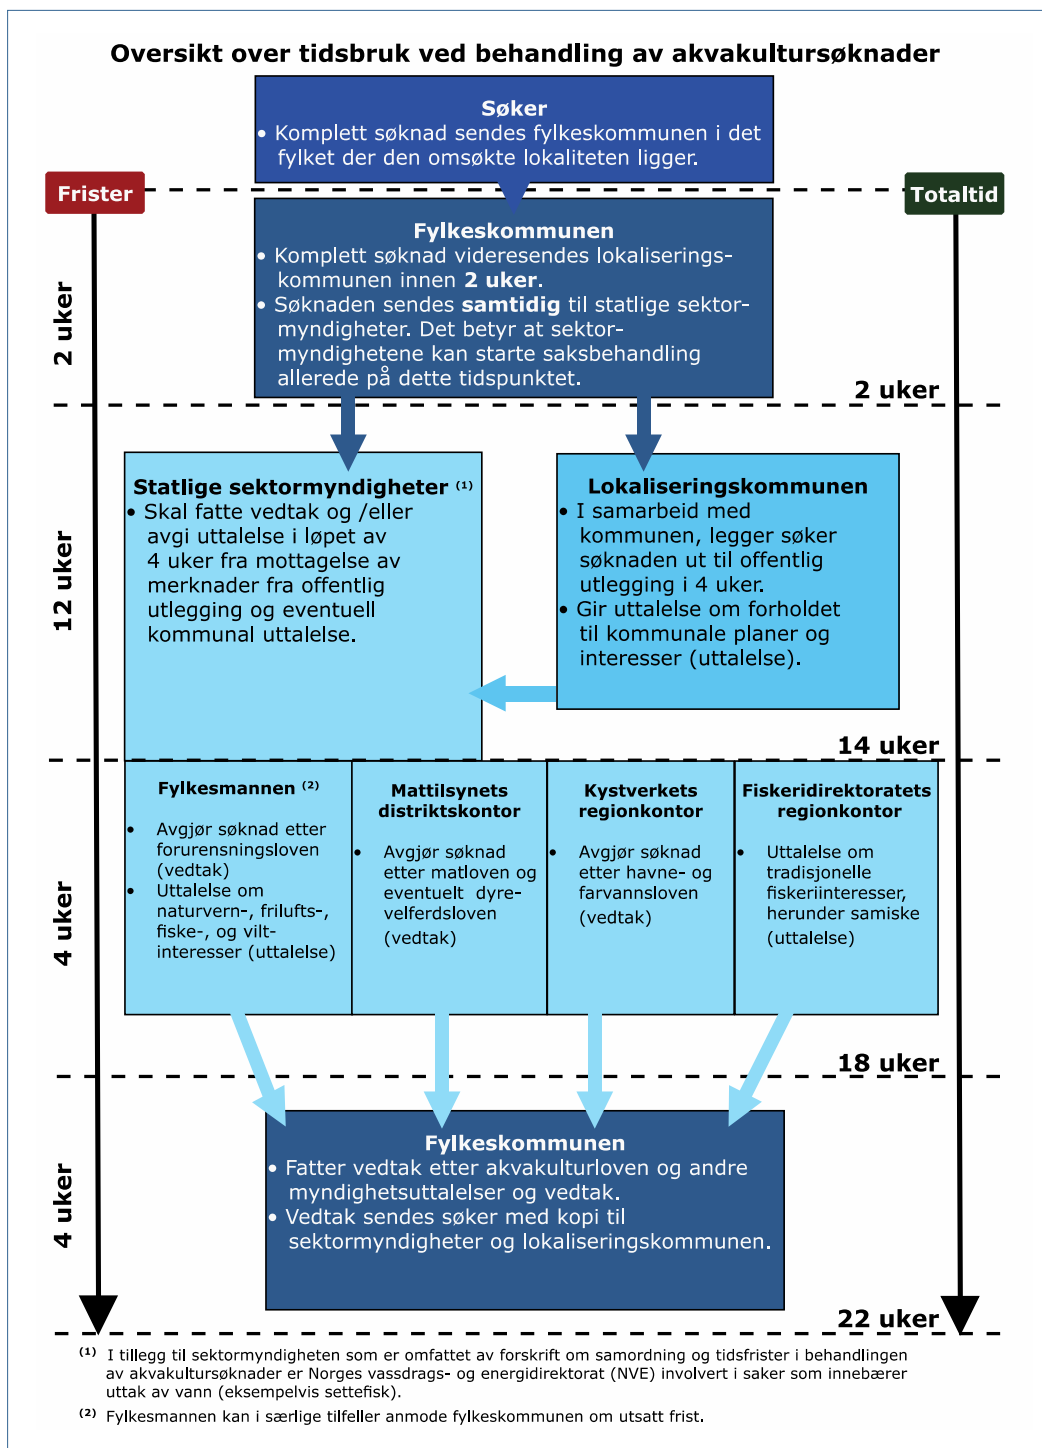 Oversikt over tidsbruk ved behandling av akvakultursøknader
Søker
• Komplett søknad sendes fylkeskommunen i det
fylket der den omsøkte lokaliteten ligger.
Frister
Totaltid
Fylkeskommunen
• Komplett søknad videresendes lokaliserings-
kommunen innen 2 uker.
• Søknaden sendes samtidig til statlige sektor-
myndigheter. Det betyr at sektor-
myndighetene kan starte saksbehandling
allerede på dette tidspunktet.
2 uker
2 uker
12 uker
Statlige sektormyndigheter (1)
• Skal fatte vedtak og /eller
avgi uttalelse i løpet av
4 uker fra mottagelse av
merknader fra offentlig
utlegging og eventuell
kommunal uttalelse.
Lokaliseringskommunen
• I samarbeid med
kommunen, legger søker
søknaden ut til offentlig
utlegging i 4 uker.
• Gir uttalelse om forholdet
til kommunale planer og
interesser (uttalelse).
14 uker
4 uker
Fylkesmannen (2)
• Avgjør søknad etter
forurensningsloven
(vedtak)
• Uttalelse om
naturvern-, frilufts-,
fiske-, og vilt-
interesser (uttalelse)
Mattilsynets
distriktskontor
• Avgjør søknad
etter matloven og
eventuelt dyre-
velferdsloven
(vedtak)
Kystverkets
regionkontor
• Avgjør søknad
etter havne- og
farvannsloven
(vedtak)
Fiskeridirektoratets
regionkontor
• Uttalelse om
tradisjonelle
fiskeriinteresser,
herunder samiske
(uttalelse)
18 uker
4 uker
Fylkeskommunen
• Fatter vedtak etter akvakulturloven og andre
myndighetsuttalelser og vedtak.
• Vedtak sendes søker med kopi til
sektormyndigheter og lokaliseringskommunen.
22 uker
(1) I tillegg til sektormyndigheten som er omfattet av forskrift om samordning og tidsfrister i behandlingen
av akvakultursøknader er Norges vassdrags- og energidirektorat (NVE) involvert i saker som innebærer
uttak av vann (eksempelvis settefisk).
(2) Fylkesmannen kan i særlige tilfeller anmode fylkeskommunen om utsatt frist.